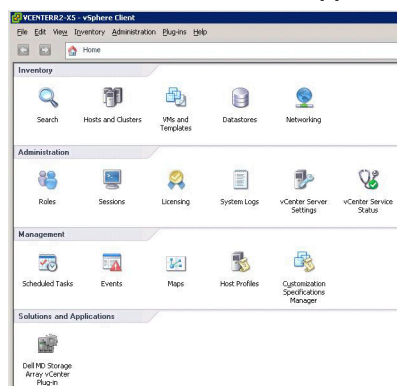 VCENTERR2-X5 - vSphere Client
File Edit View Inventory Administration Plug-ins Help
Home
Inventory
Search
Hosts and Clusters
VMs and
Templates
Datastores
Networking
Administration
Roles
Sessions
Licensing
System Logs
vCenter Server
Settings
vCenter Service
Status
Management
Scheduled Tasks
Events
Maps
Host Profiles
Customization
Specifications
Manager
Solutions and Applications
Dell MD Storage
Array vCenter
Plug-in